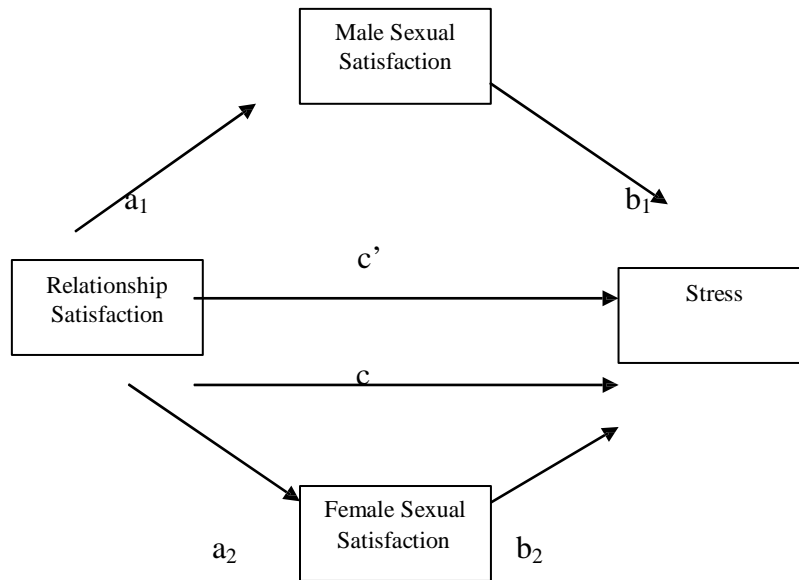 Male Sexual
Satisfaction
a₁
b₁
c’
Relationship
Satisfaction
Stress
c
Female Sexual
Satisfaction
a₂
b₂